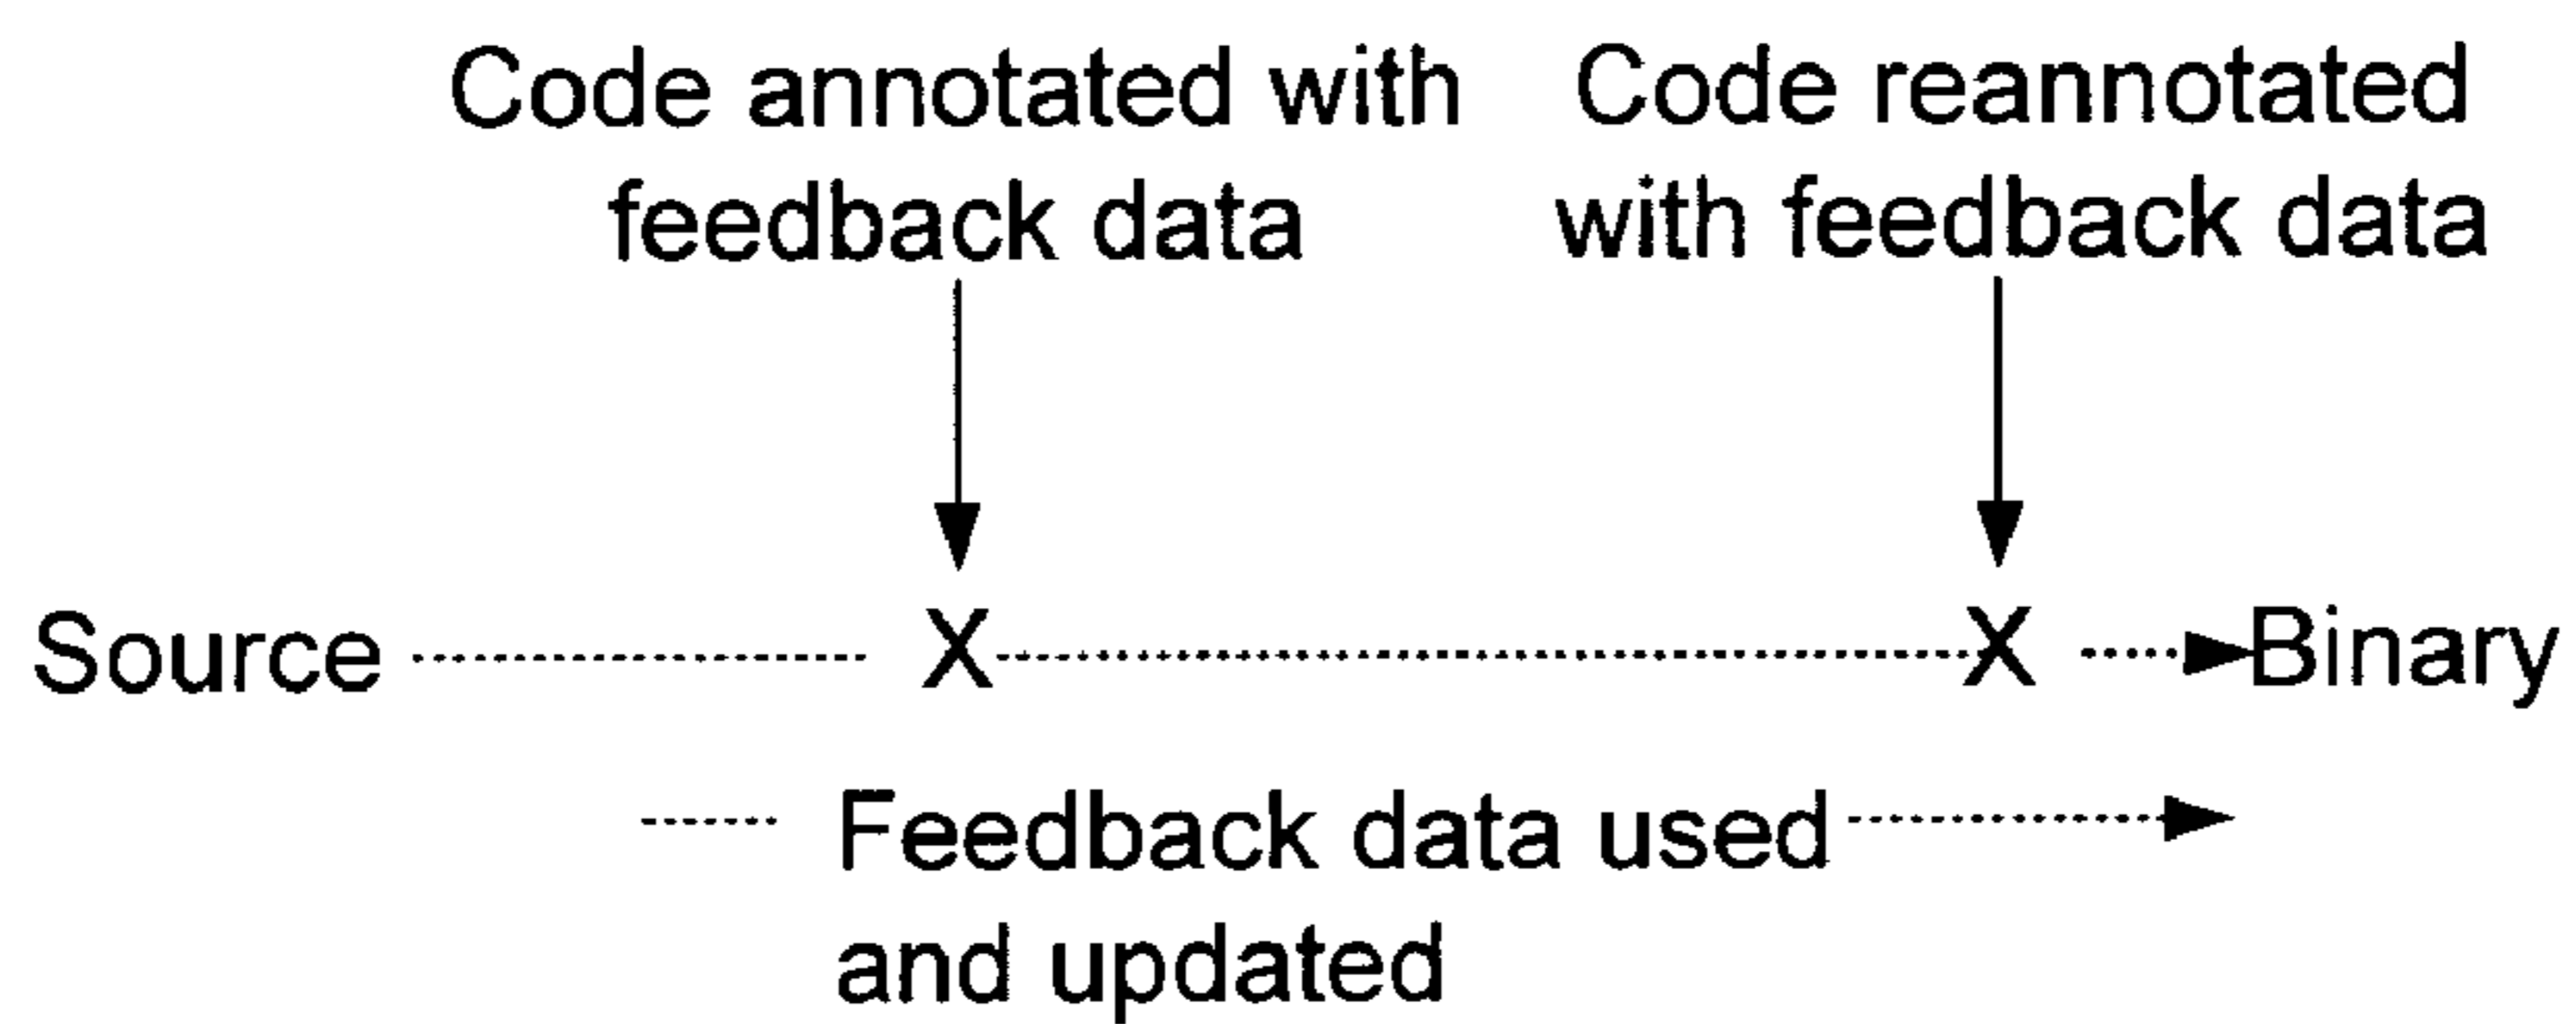 Code annotated with
feedback data
Code reannotated
with feedback data
Source X X Binary
Feedback data used
and updated